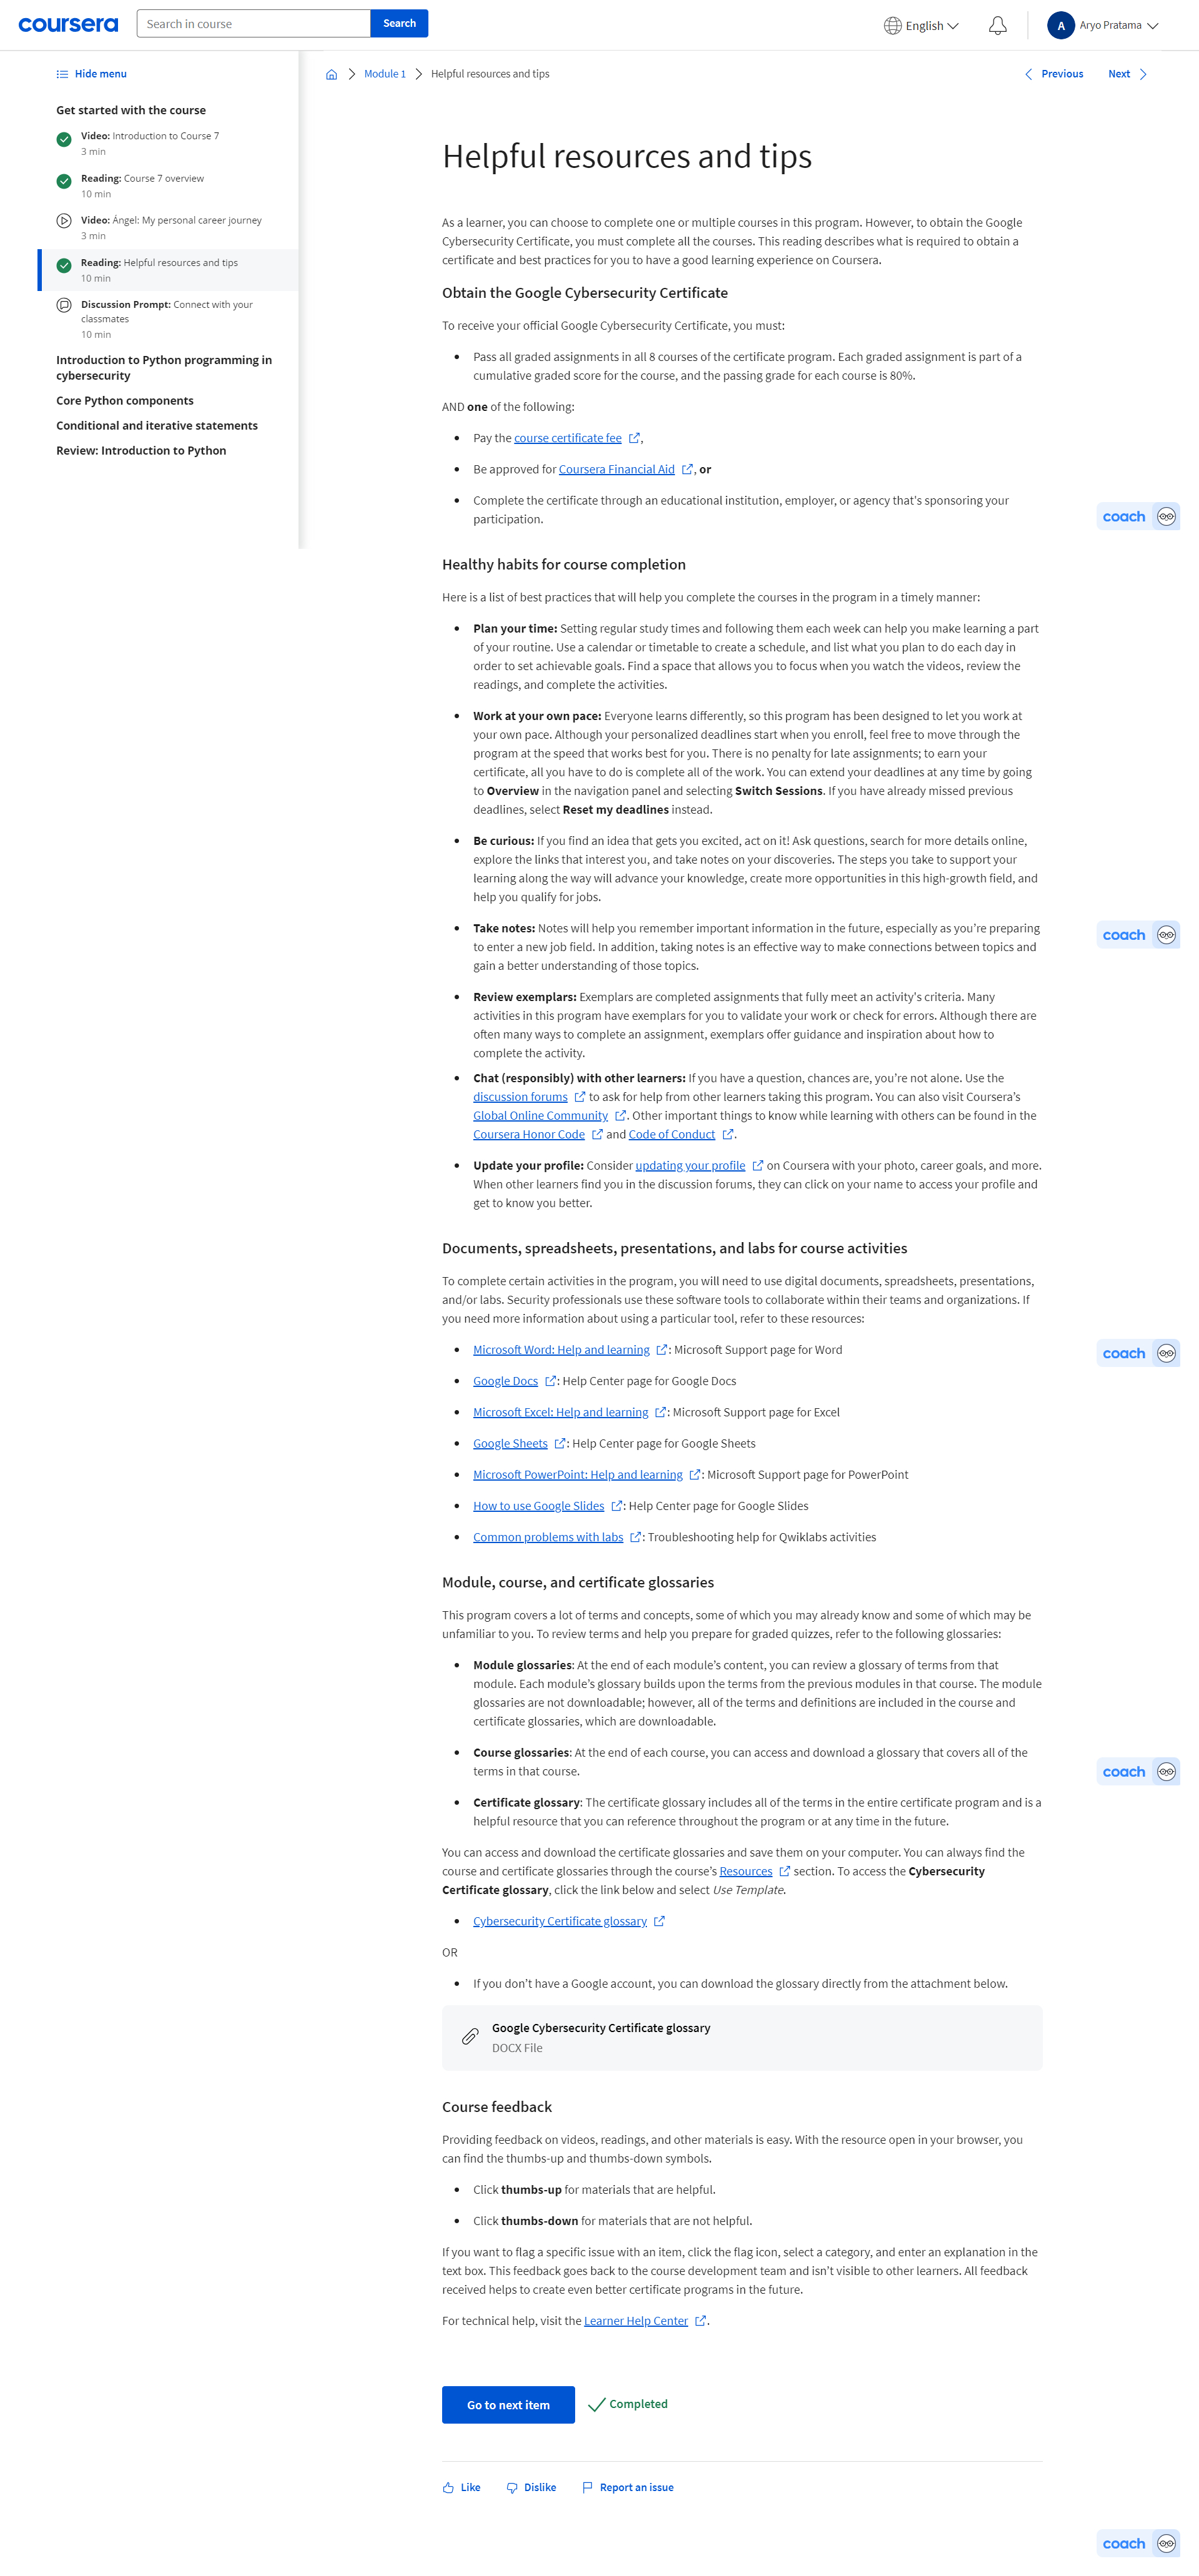 coursera
Search in course
Search
English
A
Aryo Pratama
Hide menu
Get started with the course
Video: Introduction to Course 7
3 min
Reading: Course 7 overview
10 min
Video: Ángel: My personal career journey
3 min
Reading: Helpful resources and tips
10 min
Discussion Prompt: Connect with your
classmates
10 min
Introduction to Python programming in
cybersecurity
Core Python components
Conditional and iterative statements
Review: Introduction to Python
Module 1
Helpful resources and tips
Previous
Next
Helpful resources and tips
As a learner, you can choose to complete one or multiple courses in this program. However, to obtain the Google
Cybersecurity Certificate, you must complete all the courses. This reading describes what is required to obtain a
certificate and best practices for you to have a good learning experience on Coursera.
Obtain the Google Cybersecurity Certificate
To receive your official Google Cybersecurity Certificate, you must:
• Pass all graded assignments in all 8 courses of the certificate program. Each graded assignment is part of a
cumulative graded score for the course, and the passing grade for each course is 80%.
AND one of the following:
• Pay the course certificate fee ,
• Be approved for Coursera Financial Aid , or
• Complete the certificate through an educational institution, employer, or agency that's sponsoring your
participation.
coach
Healthy habits for course completion
Here is a list of best practices that will help you complete the courses in the program in a timely manner:
• Plan your time: Setting regular study times and following them each week can help you make learning a part
of your routine. Use a calendar or timetable to create a schedule, and list what you plan to do each day in
order to set achievable goals. Find a space that allows you to focus when you watch the videos, review the
readings, and complete the activities.
• Work at your own pace: Everyone learns differently, so this program has been designed to let you work at
your own pace. Although your personalized deadlines start when you enroll, feel free to move through the
program at the speed that works best for you. There is no penalty for late assignments; to earn your
certificate, all you have to do is complete all of the work. You can extend your deadlines at any time by going
to Overview in the navigation panel and selecting Switch Sessions. If you have already missed previous
deadlines, select Reset my deadlines instead.
• Be curious: If you find an idea that gets you excited, act on it! Ask questions, search for more details online,
explore the links that interest you, and take notes on your discoveries. The steps you take to support your
learning along the way will advance your knowledge, create more opportunities in this high-growth field, and
help you qualify for jobs.
• Take notes: Notes will help you remember important information in the future, especially as you’re preparing
to enter a new job field. In addition, taking notes is an effective way to make connections between topics and
gain a better understanding of those topics.
coach
• Review exemplars: Exemplars are completed assignments that fully meet an activity's criteria. Many
activities in this program have exemplars for you to validate your work or check for errors. Although there are
often many ways to complete an assignment, exemplars offer guidance and inspiration about how to
complete the activity.
• Chat (responsibly) with other learners: If you have a question, chances are, you’re not alone. Use the
discussion forums to ask for help from other learners taking this program. You can also visit Coursera’s
Global Online Community . Other important things to know while learning with others can be found in the
Coursera Honor Code and Code of Conduct .
• Update your profile: Consider updating your profile on Coursera with your photo, career goals, and more.
When other learners find you in the discussion forums, they can click on your name to access your profile and
get to know you better.
Documents, spreadsheets, presentations, and labs for course activities
To complete certain activities in the program, you will need to use digital documents, spreadsheets, presentations,
and/or labs. Security professionals use these software tools to collaborate within their teams and organizations. If
you need more information about using a particular tool, refer to these resources:
• Microsoft Word: Help and learning : Microsoft Support page for Word
coach
• Google Docs : Help Center page for Google Docs
• Microsoft Excel: Help and learning : Microsoft Support page for Excel
• Google Sheets : Help Center page for Google Sheets
• Microsoft PowerPoint: Help and learning : Microsoft Support page for PowerPoint
• How to use Google Slides : Help Center page for Google Slides
• Common problems with labs : Troubleshooting help for Qwiklabs activities
Module, course, and certificate glossaries
This program covers a lot of terms and concepts, some of which you may already know and some of which may be
unfamiliar to you. To review terms and help you prepare for graded quizzes, refer to the following glossaries:
• Module glossaries: At the end of each module’s content, you can review a glossary of terms from that
module. Each module’s glossary builds upon the terms from the previous modules in that course. The module
glossaries are not downloadable; however, all of the terms and definitions are included in the course and
certificate glossaries, which are downloadable.
• Course glossaries: At the end of each course, you can access and download a glossary that covers all of the
terms in that course.
coach
• Certificate glossary: The certificate glossary includes all of the terms in the entire certificate program and is a
helpful resource that you can reference throughout the program or at any time in the future.
You can access and download the certificate glossaries and save them on your computer. You can always find the
course and certificate glossaries through the course’s Resources section. To access the Cybersecurity
Certificate glossary, click the link below and select Use Template.
• Cybersecurity Certificate glossary
OR
• If you don’t have a Google account, you can download the glossary directly from the attachment below.
Google Cybersecurity Certificate glossary
DOCX File
Course feedback
Providing feedback on videos, readings, and other materials is easy. With the resource open in your browser, you
can find the thumbs-up and thumbs-down symbols.
• Click thumbs-up for materials that are helpful.
• Click thumbs-down for materials that are not helpful.
If you want to flag a specific issue with an item, click the flag icon, select a category, and enter an explanation in the
text box. This feedback goes back to the course development team and isn’t visible to other learners. All feedback
received helps to create even better certificate programs in the future.
For technical help, visit the Learner Help Center .
Go to next item
Completed
Like
Dislike
Report an issue
coach